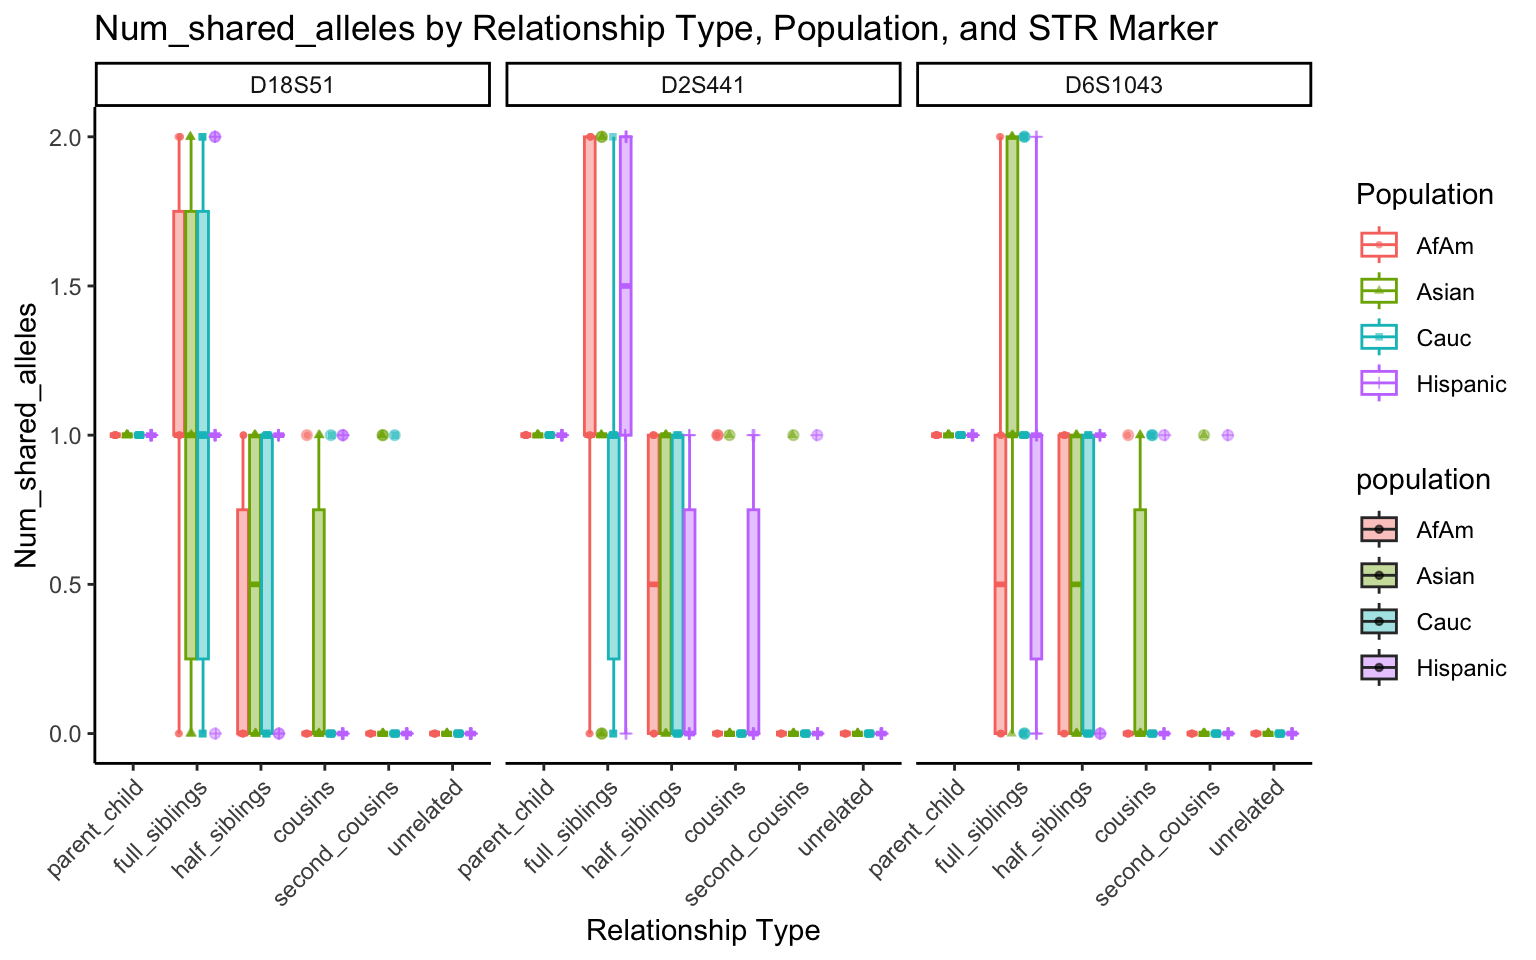 Num_shared_alleles by Relationship Type, Population, and STR Marker
D18S51
D2S441
D6S1043
Num_shared_alleles
2.0
1.5
1.0
0.5
0.0
parent_child
full_siblings
half_siblings
cousins
second_cousins
unrelated
parent_child
full_siblings
half_siblings
cousins
second_cousins
unrelated
parent_child
full_siblings
half_siblings
cousins
second_cousins
unrelated
Relationship Type
Population
AfAm
Asian
Cauc
Hispanic
population
AfAm
Asian
Cauc
Hispanic